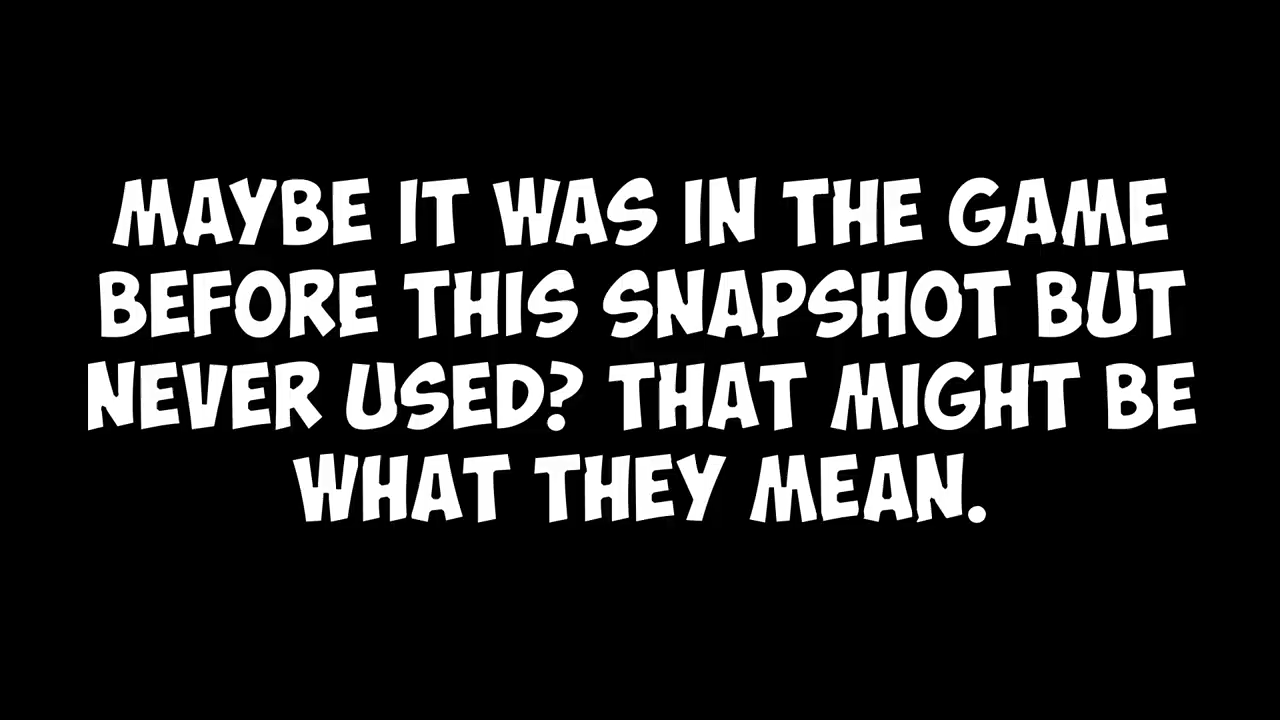 MAYBE IT WAS IN THE GAME
BEFORE THIS SNAPSHOT BUT
NEVER USED? THAT MIGHT BE
WHAT THEY MEAN.